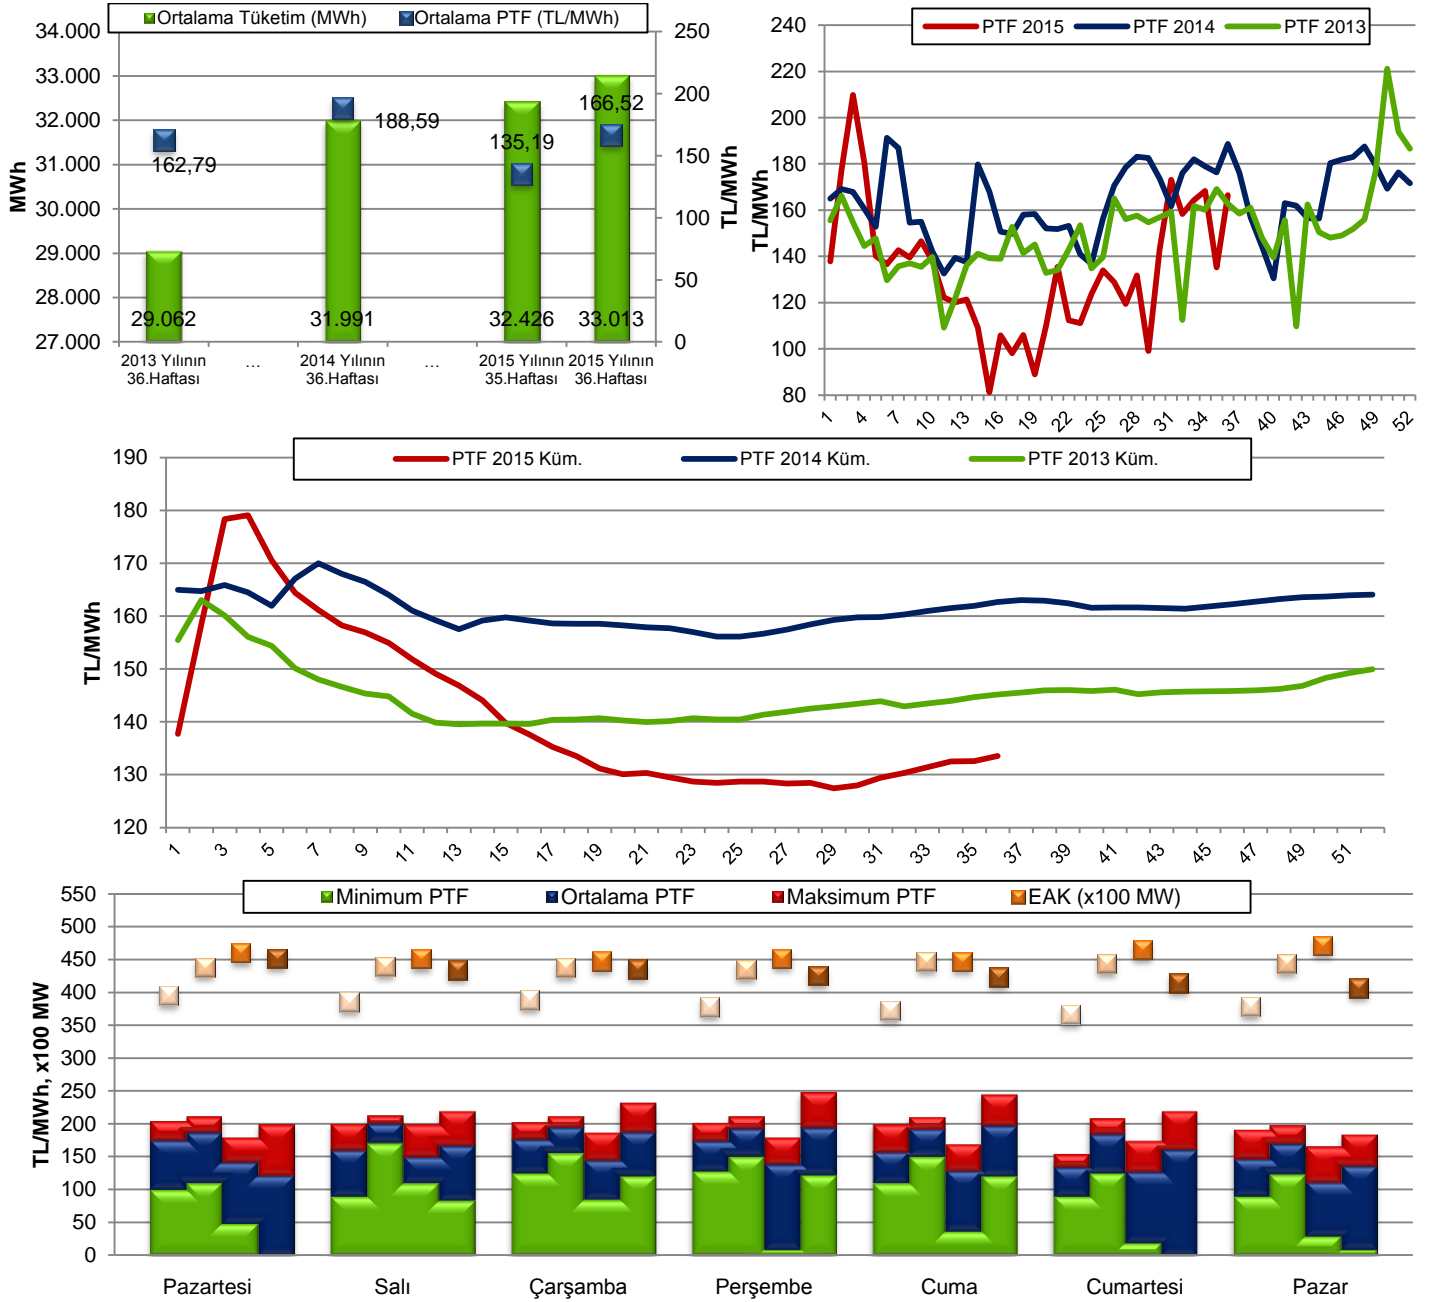 Ortalama Tüketim (MWh) Ortalama PTF (TL/MWh)
34.000
33.000
32.000
31.000
30.000
29.000
28.000
27.000
MWh
250
200
150
100
50
0
TL/MWh
162,79
188,59
135,19
166,52
29.062
31.991
32.426
33.013
2013 Yılının
36.Haftası
...
2014 Yılının
36.Haftası
...
2015 Yılının
35.Haftası
2015 Yılının
36.Haftası
PTF 2015 PTF 2014 PTF 2013
240
220
200
180
160
140
120
100
80
TL/MWh
1 4 7 10 13 16 19 22 25 28 31 34 37 40 43 46 49 52
PTF 2015 Küm. PTF 2014 Küm. PTF 2013 Küm.
190
180
170
160
150
140
130
120
TL/MWh
1 3 5 7 9 11 13 15 17 19 21 23 25 27 29 31 33 35 37 39 41 43 45 47 49 51
Minimum PTF Ortalama PTF Maksimum PTF EAK (x100 MW)
550
500
450
400
350
300
250
200
150
100
50
0
TL/MWh, x100 MW
Pazartesi Salı Çarşamba Perşembe Cuma Cumartesi Pazar